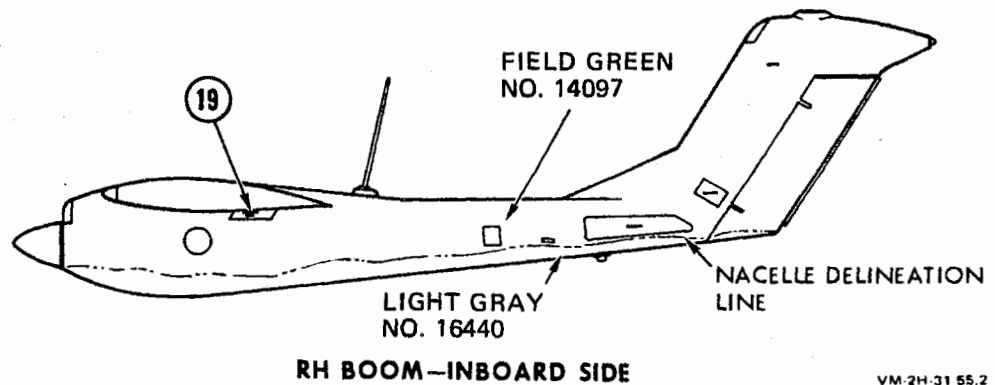 FIELD GREEN
NO. 14097
19
NACELLE DELINEATION
LINE
LIGHT GRAY
NO. 16440
RH BOOM—INBOARD SIDE
VM-2H-31 55.2